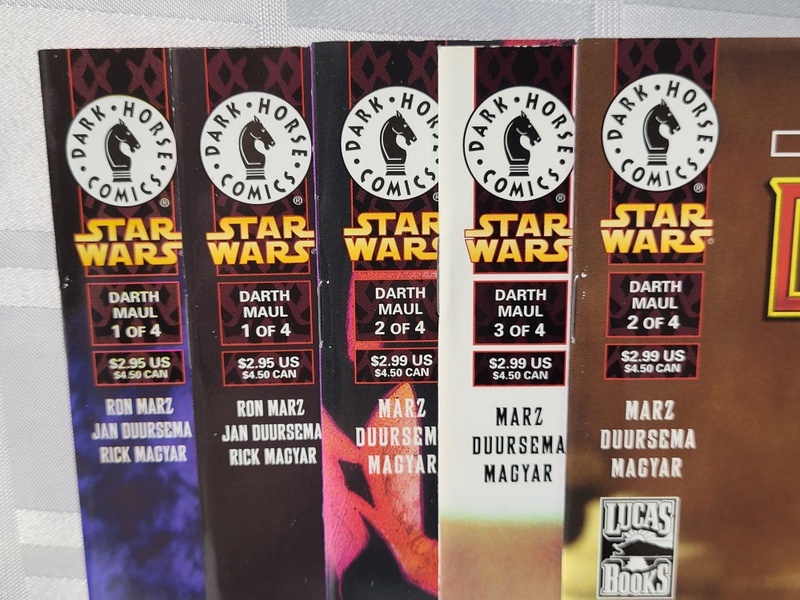 DARK • HORSE
• COMICS •
®
STAR
WARS
DARTH
MAUL
1 OF 4
$2.95 US
$4.50 CAN
RON MARZ
JAN DUURSEMA
RICK MAGYAR
DARK • HORSE
• COMICS •
®
STAR
WARS
DARTH
MAUL
1 OF 4
$2.95 US
$4.50 CAN
RON MARZ
JAN DUURSEMA
RICK MAGYAR
DARK • HOR
• COMICS
STAR
WARS
DARTH
MAUL
2 OF 4
$2.99 US
$4.50 CAN
MARZ
DUURSEM
MAGYAR
DARK • HORSE
• COMICS •
®
STAR
WARS
DARTH
MAUL
3 OF 4
$2.99 US
$4.50 CAN
MARZ
DUURSEMA
MAGYAR
DARK • HORSE
• COMICS •
®
STAR
WARS
DARTH
MAUL
2 OF 4
$2.99 US
$4.50 CAN
MARZ
DUURSEMA
MAGYAR
LUCAS
BOOKS